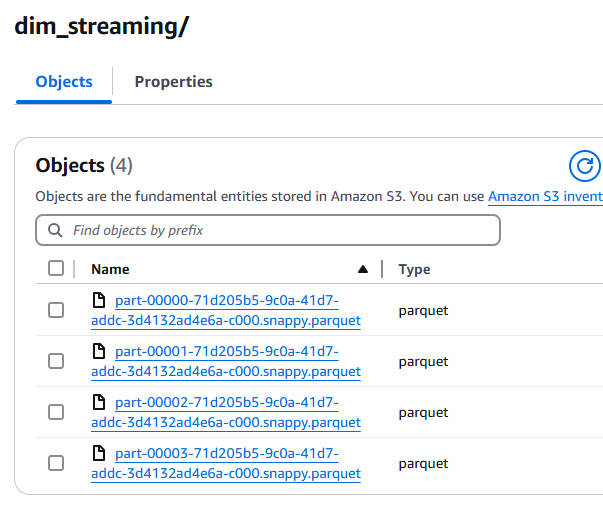 dim_streaming/
Objects
Properties
Objects (4)
Objects are the fundamental entities stored in Amazon S3. You can use Amazon S3 invent
Find objects by prefix
Name
Type
part-00000-71d205b5-9c0a-41d7-
addc-3d4132ad4e6a-c000.snappy.parquet
parquet
part-00001-71d205b5-9c0a-41d7-
addc-3d4132ad4e6a-c000.snappy.parquet
parquet
part-00002-71d205b5-9c0a-41d7-
addc-3d4132ad4e6a-c000.snappy.parquet
parquet
part-00003-71d205b5-9c0a-41d7-
addc-3d4132ad4e6a-c000.snappy.parquet
parquet